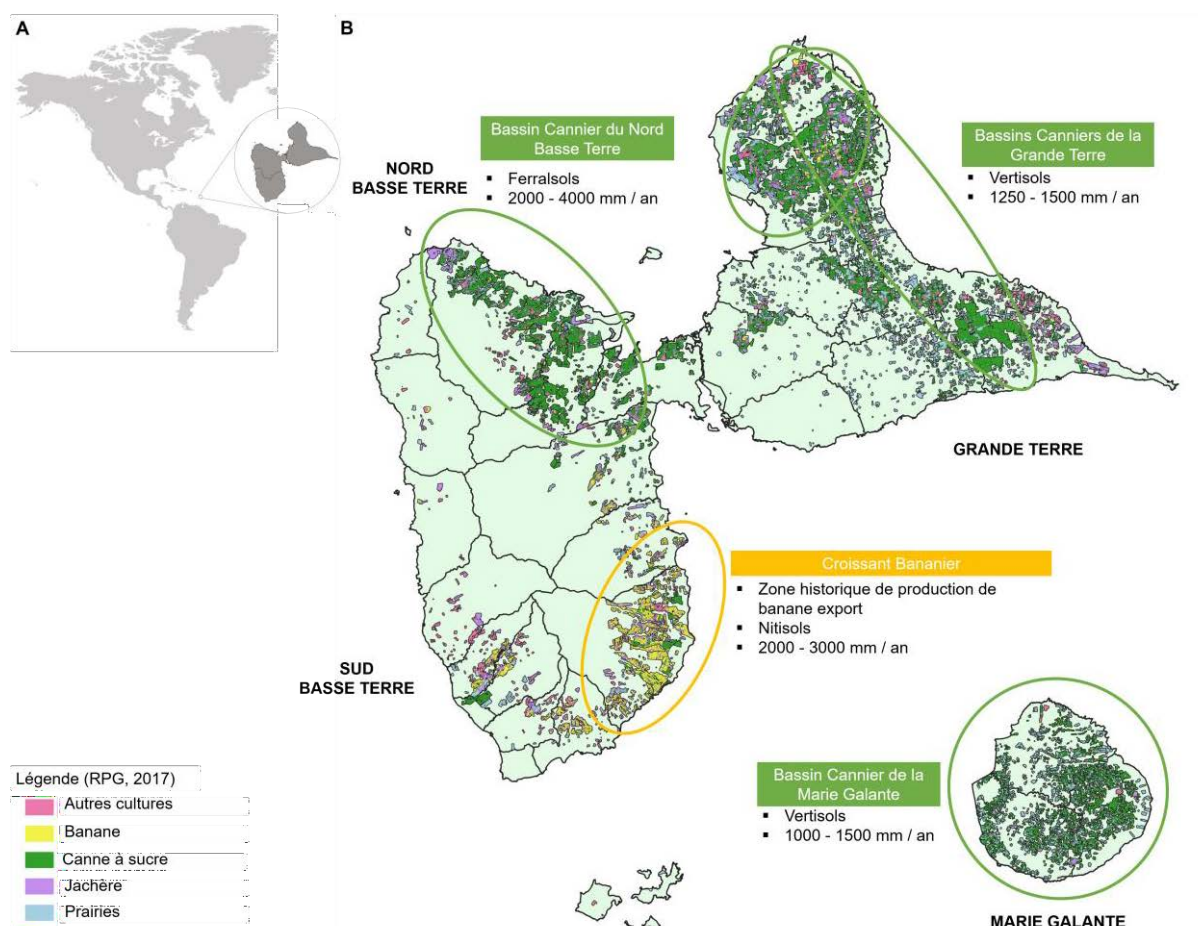 A
B
Bassin Cannier du Nord
Basse Terre
▪ Ferralsols
▪ 2000 - 4000 mm / an
NORD
BASSE TERRE
Bassins Canniers de la
Grande Terre
▪ Vertisols
▪ 1250 - 1500 mm / an
GRANDE TERRE
Croissant Bananier
▪ Zone historique de production de
banane export
▪ Nitisols
▪ 2000 - 3000 mm / an
SUD
BASSE TERRE
Bassin Cannier de la
Marie Galante
▪ Vertisols
▪ 1000 - 1500 mm / an
MARIE GALANTE
Légende (RPG, 2017)
Autres cultures
Banane
Canne à sucre
Jachère
Prairies